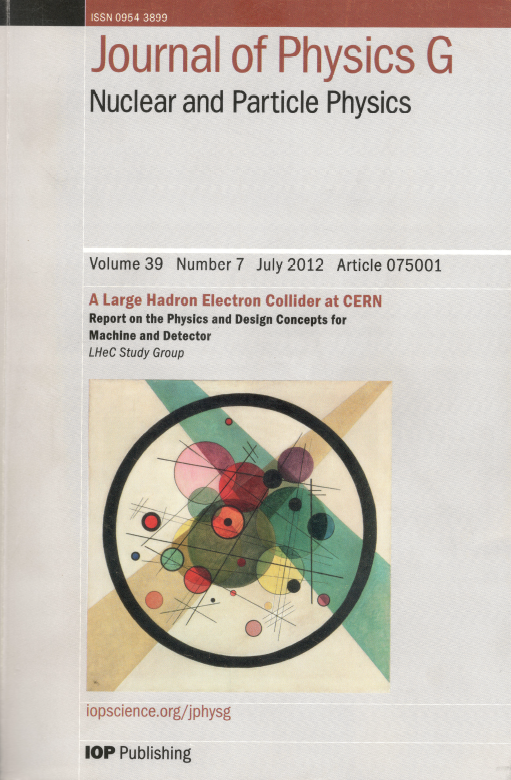 ISSN 0954 3899
Journal of Physics G
Nuclear and Particle Physics
Volume 39 Number 7 July 2012 Article 075001
A Large Hadron Electron Collider at CERN
Report on the Physics and Design Concepts for
Machine and Detector
LHeC Study Group
iopscience.org/jphysg
IOP Publishing